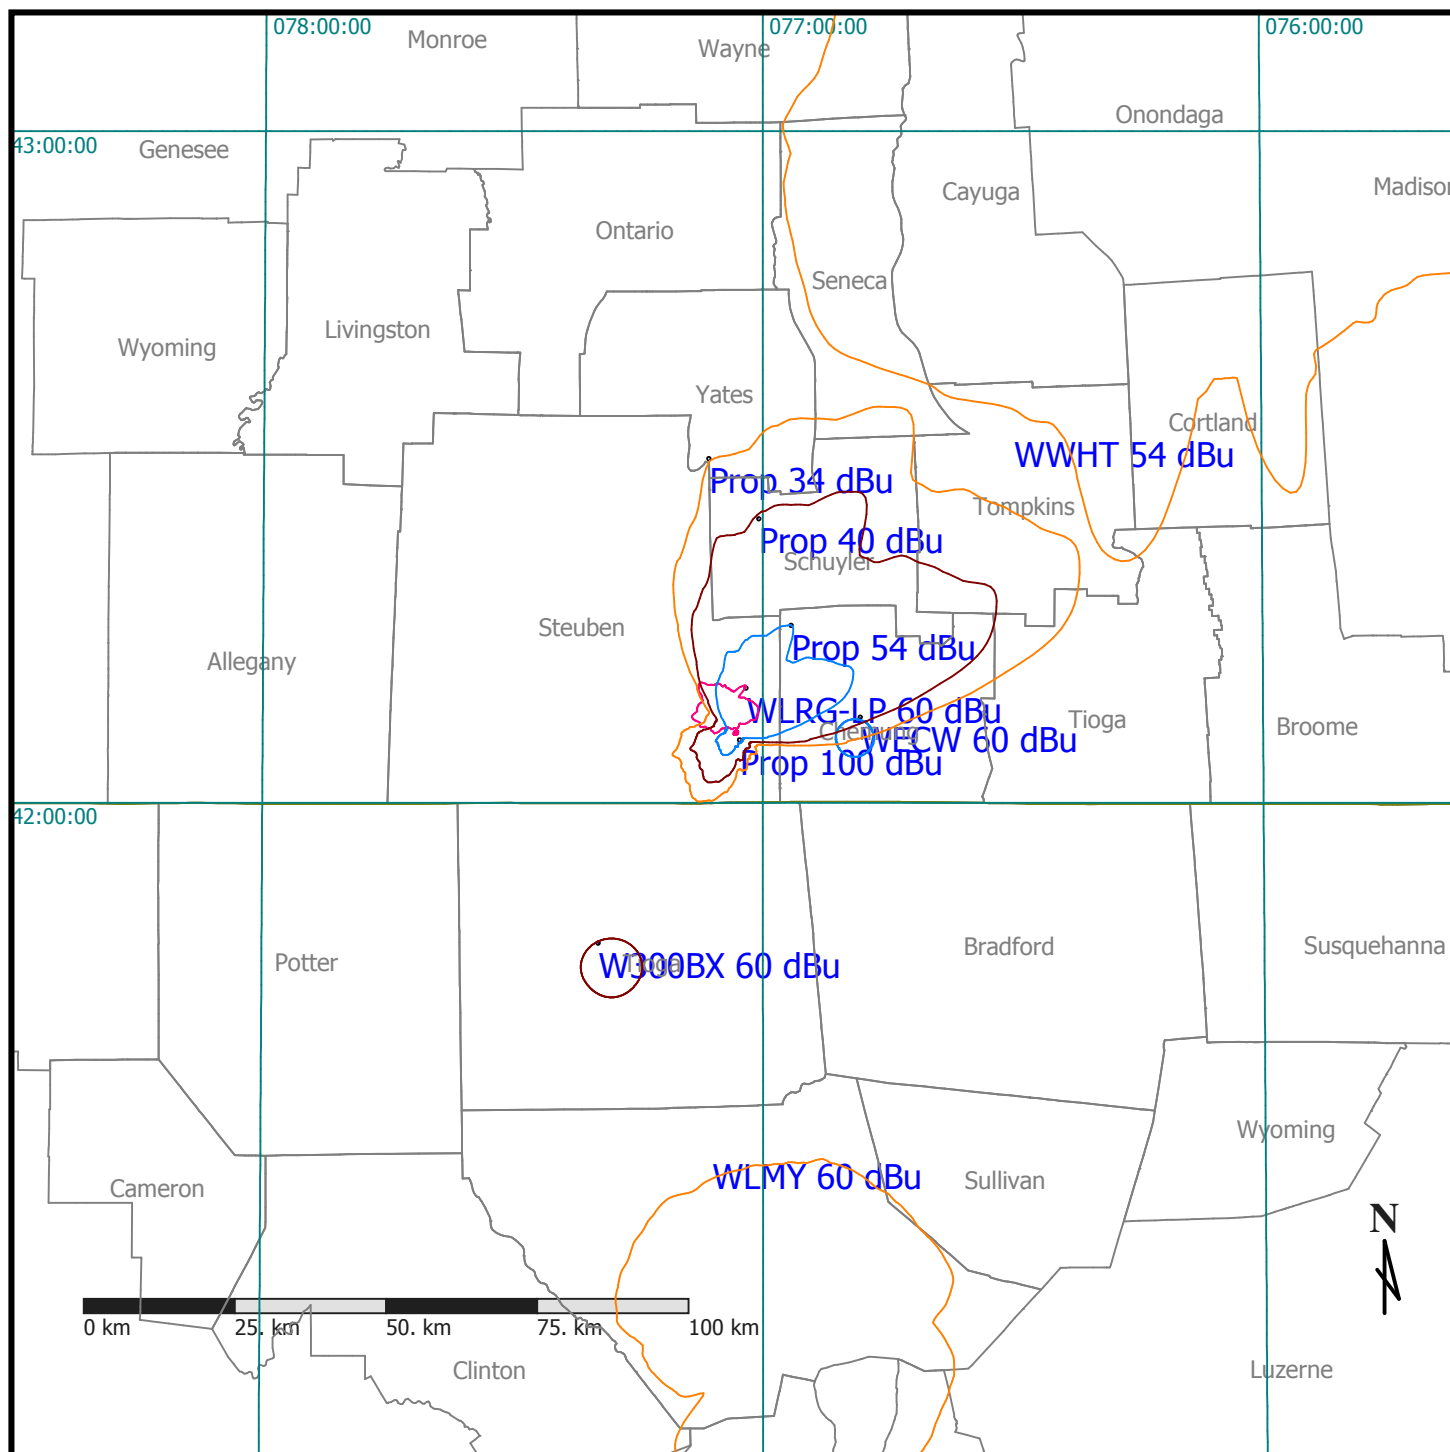 078:00:00
077:00:00
076:00:00
Monroe
Wayne
Onondaga
43:00:00
Genesee
Cayuga
Madisor
Ontario
Seneca
Livingston
Wyoming
Yates
Cortland
WWHT 54 dBu
Prop 34 dBu
Tompkins
Prop 40 dBu
Schuyler
Steuben
Prop 54 dBu
Allegany
WLRG-LP 60 dBu
Tioga
Broome
Chemung
WECW 60 dBu
Prop 100 dBu
42:00:00
Bradford
Susquehanna
Potter
Tioga
W300BX 60 dBu
Wyoming
WLMY 60 dBu
Sullivan
Cameron
N
0 km
25. km
50. km
75. km
100 km
Clinton
Luzerne